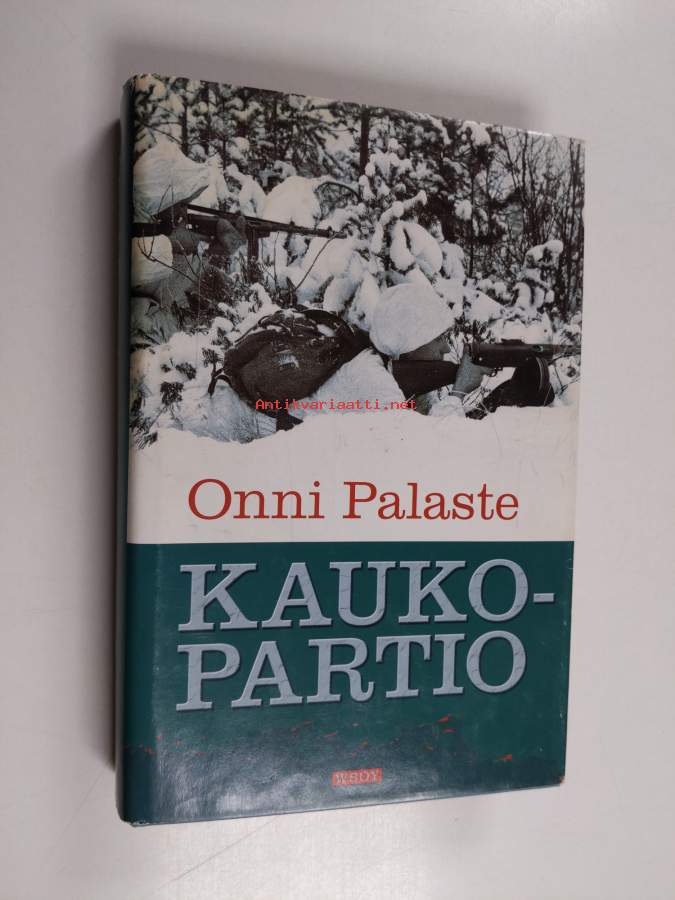 Antikvariaatti.net
Onni Palaste
KAUKO-
PARTIO
WSOY